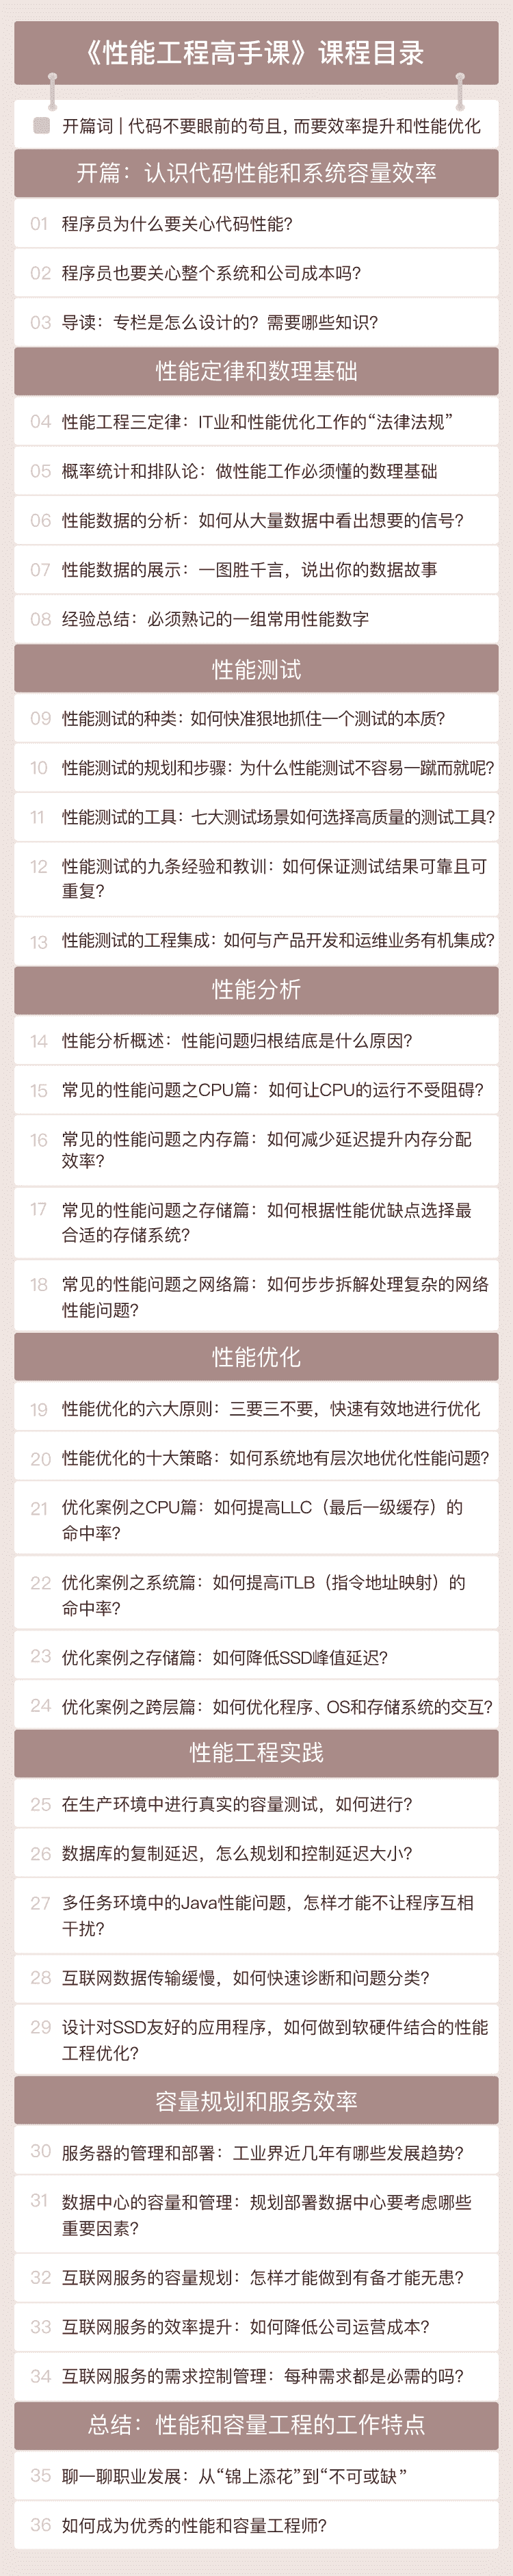 《性能工程高手课》课程目录
开篇词 | 代码不要眼前的苟且, 而要效率提升和性能优化
开篇：认识代码性能和系统容量效率
01 程序员为什么要关心代码性能？
02 程序员也要关心整个系统和公司成本吗？
03 导读：专栏是怎么设计的？需要哪些知识？
性能定律和数理基础
04 性能工程三定律：IT业和性能优化工作的“法律法规”
05 概率统计和排队论：做性能工作必须懂的数理基础
06 性能数据的分析：如何从大量数据中看出想要的信号？
07 性能数据的展示：一图胜千言，说出你的数据故事
08 经验总结：必须熟记的一组常用性能数字
性能测试
09 性能测试的种类：如何快准狠地抓住一个测试的本质？
10 性能测试的规划和步骤：为什么性能测试不容易一蹴而就呢？
11 性能测试的工具：七大测试场景如何选择高质量的测试工具？
12 性能测试的九条经验和教训：如何保证测试结果可靠且可
重复？
13 性能测试的工程集成：如何与产品开发和运维业务有机集成？
性能分析
14 性能分析概述：性能问题归根结底是什么原因？
15 常见的性能问题之CPU篇：如何让CPU的运行不受阻碍？
16 常见的性能问题之内存篇：如何减少延迟提升内存分配
效率？
17 常见的性能问题之存储篇：如何根据性能优缺点选择最
合适的存储系统？
18 常见的性能问题之网络篇：如何步步拆解处理复杂的网络
性能问题？
性能优化
19 性能优化的六大原则：三要三不要，快速有效地进行优化
20 性能优化的十大策略：如何系统地有层次地优化性能问题？
21 优化案例之CPU篇：如何提高LLC（最后一级缓存）的
命中率？
22 优化案例之系统篇：如何提高iTLB（指令地址映射）的
命中率？
23 优化案例之存储篇：如何降低SSD峰值延迟？
24 优化案例之跨层篇：如何优化程序、OS和存储系统的交互？
性能工程实践
25 在生产环境中进行真实的容量测试，如何进行？
26 数据库的复制延迟，怎么规划和控制延迟大小？
27 多任务环境中的Java性能问题，怎样才能不让程序互相
干扰？
28 互联网数据传输缓慢，如何快速诊断和问题分类？
29 设计对SSD友好的应用程序，如何做到软硬件结合的性能
工程优化？
容量规划和服务效率
30 服务器的管理和部署：工业界近几年有哪些发展趋势？
31 数据中心的容量和管理：规划部署数据中心要考虑哪些
重要因素？
32 互联网服务的容量规划：怎样才能做到有备才能无患？
33 互联网服务的效率提升：如何降低公司运营成本？
34 互联网服务的需求控制管理：每种需求都是必需的吗？
总结：性能和容量工程的工作特点
35 聊一聊职业发展：从“锦上添花”到“不可或缺”
36 如何成为优秀的性能和容量工程师？